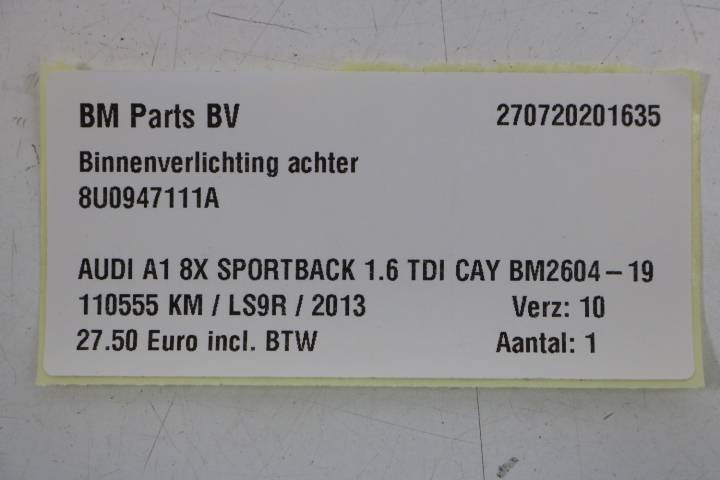 BM Parts BV 270720201635
Binnenverlichting achter
8U0947111A
AUDI A1 8X SPORTBACK 1.6 TDI CAY BM2604-19
110555 KM / LS9R / 2013 Verz: 10
27.50 Euro incl. BTW Aantal: 1